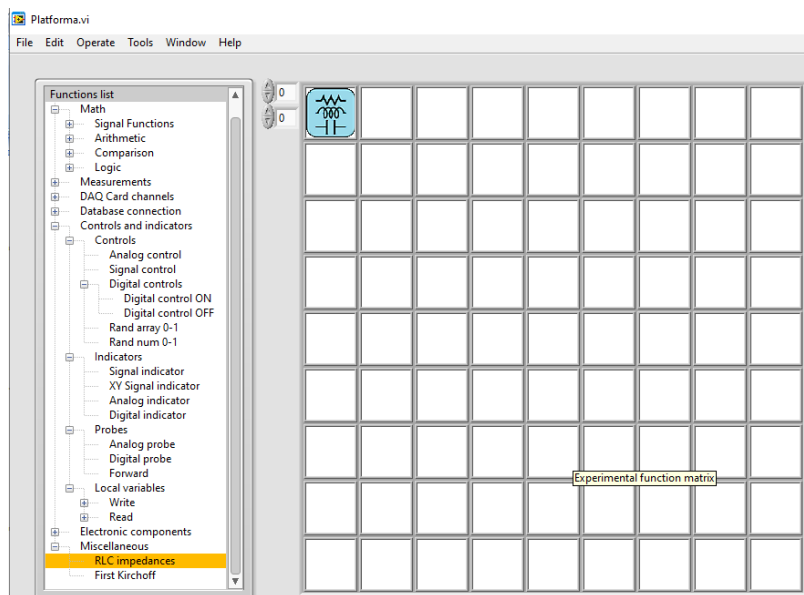 Platforma.vi
File Edit Operate Tools Window Help
Functions list
Math
Signal Functions
Arithmetic
Comparison
Logic
Measurements
DAQ Card channels
Database connection
Controls and indicators
Controls
Analog control
Signal control
Digital controls
Digital control ON
Digital control OFF
Rand array 0-1
Rand num 0-1
Indicators
Signal indicator
XY Signal indicator
Analog indicator
Digital indicator
Probes
Analog probe
Digital probe
Forward
Local variables
Write
Read
Electronic components
Miscellaneous
RLC impedances
First Kirchoff
0
0
Experimental function matrix